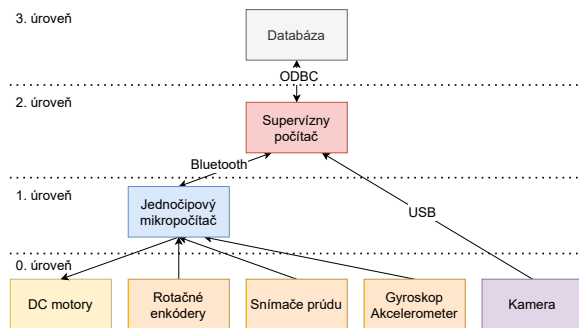 3. úroveň
Databáza
ODBC
2. úroveň
Supervízny
počítač
Bluetooth
1. úroveň
Jednočipový
mikropočítač
USB
0. úroveň
DC motory
Rotačné
enkódery
Snímače prúdu
Gyroskop
Akcelerometer
Kamera